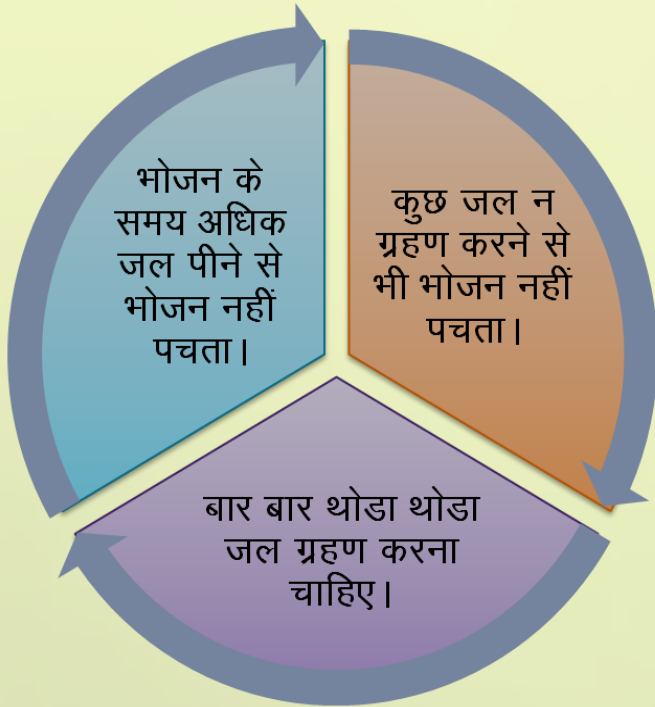 भोजन के
समय अधिक
जल पीने से
भोजन नहीं
पचता।
कुछ जल न
ग्रहण करने से
भी भोजन नहीं
पचता।
बार बार थोडा थोडा
जल ग्रहण करना
चाहिए।